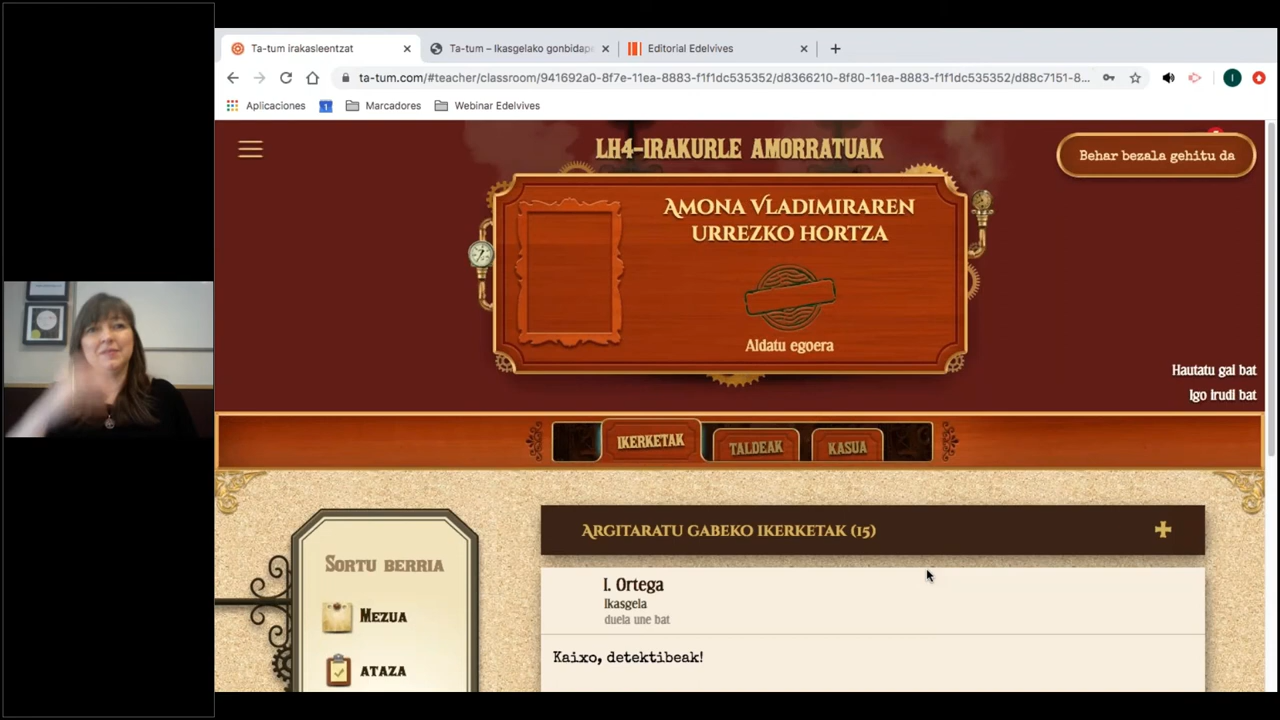 Ta-tum irakasleentzat
Ta-tum – Ikasgelako gonbidape
Editorial Edelvives
ta-tum.com/#teacher/classroom/941692a0-8f7e-11ea-8883-f1f1dc535352/d8366210-8f80-11ea-8883-f1f1dc535352/d88c7151-8...
Aplicaciones
1
Marcadores
Webinar Edelvives
I
LH4-IRAKURLE AMORRATUAK
Behar bezala gehitu da
AMONA VLADIMIRAREN
URREZKO HORTZA
Aldatu egoera
Hautatu gai bat
Igo irudi bat
IKERKETAK
TALDEAK
KASUA
ARGITARATU GABEKO IKERKETAK (15)
SORTU BERRIA
MEZUA
ATAZA
I. Ortega
Ikasgela
duela une bat
Kaixo, detektibeak!